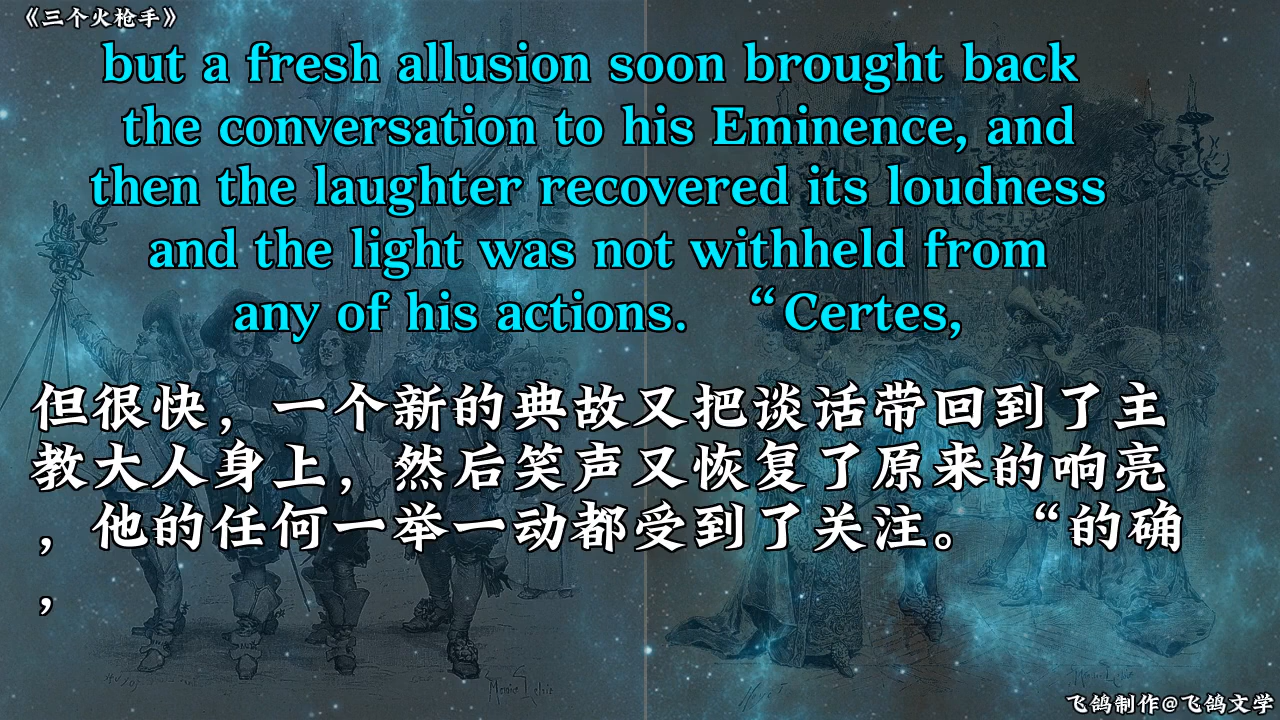 《三个火枪手》
but a fresh allusion soon brought back
the conversation to his Eminence, and
then the laughter recovered its loudness
and the light was not withheld from
any of his actions. “Certes,
但很快，一个新的典故又把谈话带回到了主
教大人身上，然后笑声又恢复了原来的响亮
，他的任何一举一动都受到了关注。 “的确
，
飞鸽制作@飞鸽文学